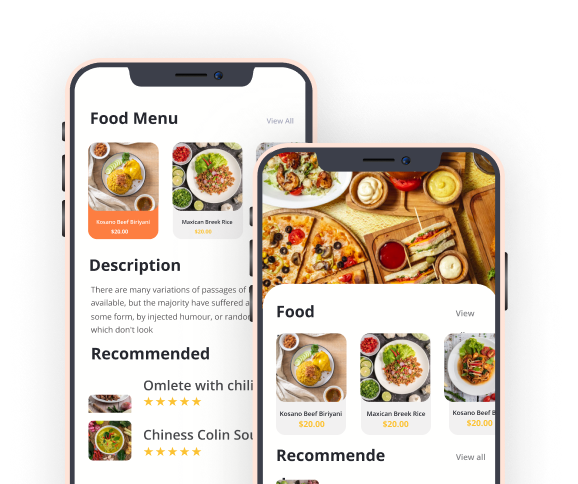 Food Menu
View All
Kosano Beef Biriyani
$20.00
Maxican Breek Rice
$20.00
Description
There are many variations of passages of
available, but the majority have suffered a
some form, by injected humour, or random
which don't look
Recommended
Omlete with chili
Chiness Colin Sou
Food
View
Kosano Beef Biriyani
$20.00
Maxican Breek Rice
$20.00
Kosano Beef B
$20.00
Recommende
View all